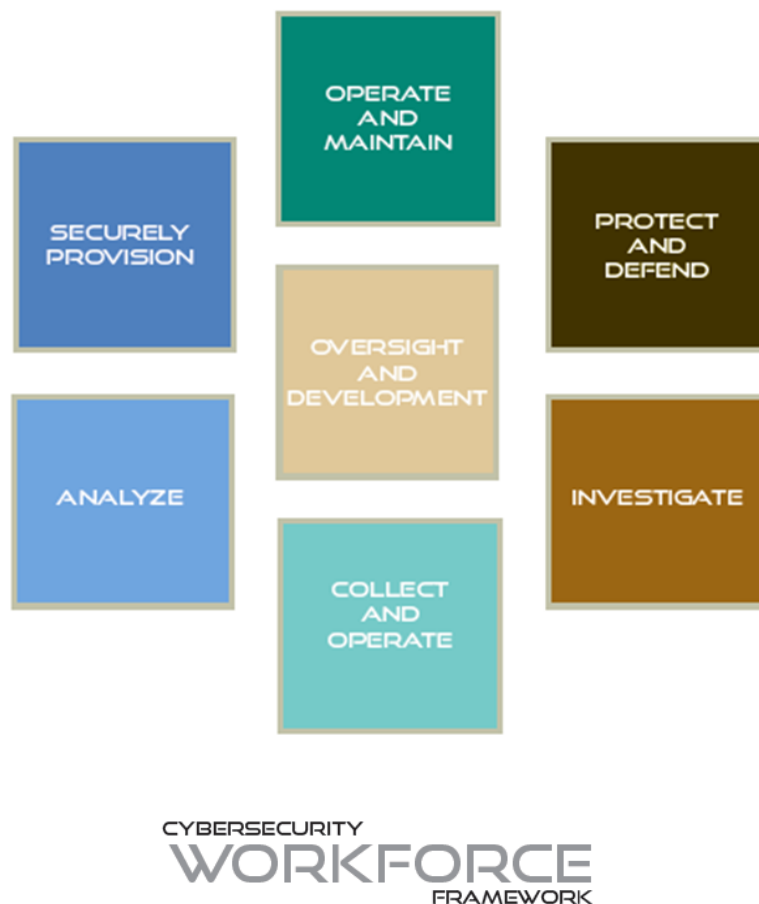 OPERATE
AND
MAINTAIN
SECURELY
PROVISION
PROTECT
AND
DEFEND
OVERSIGHT
AND
DEVELOPMENT
ANALYZE
INVESTIGATE
COLLECT
AND
OPERATE
CYBERSECURITY
WORKFORCE
FRAMEWORK